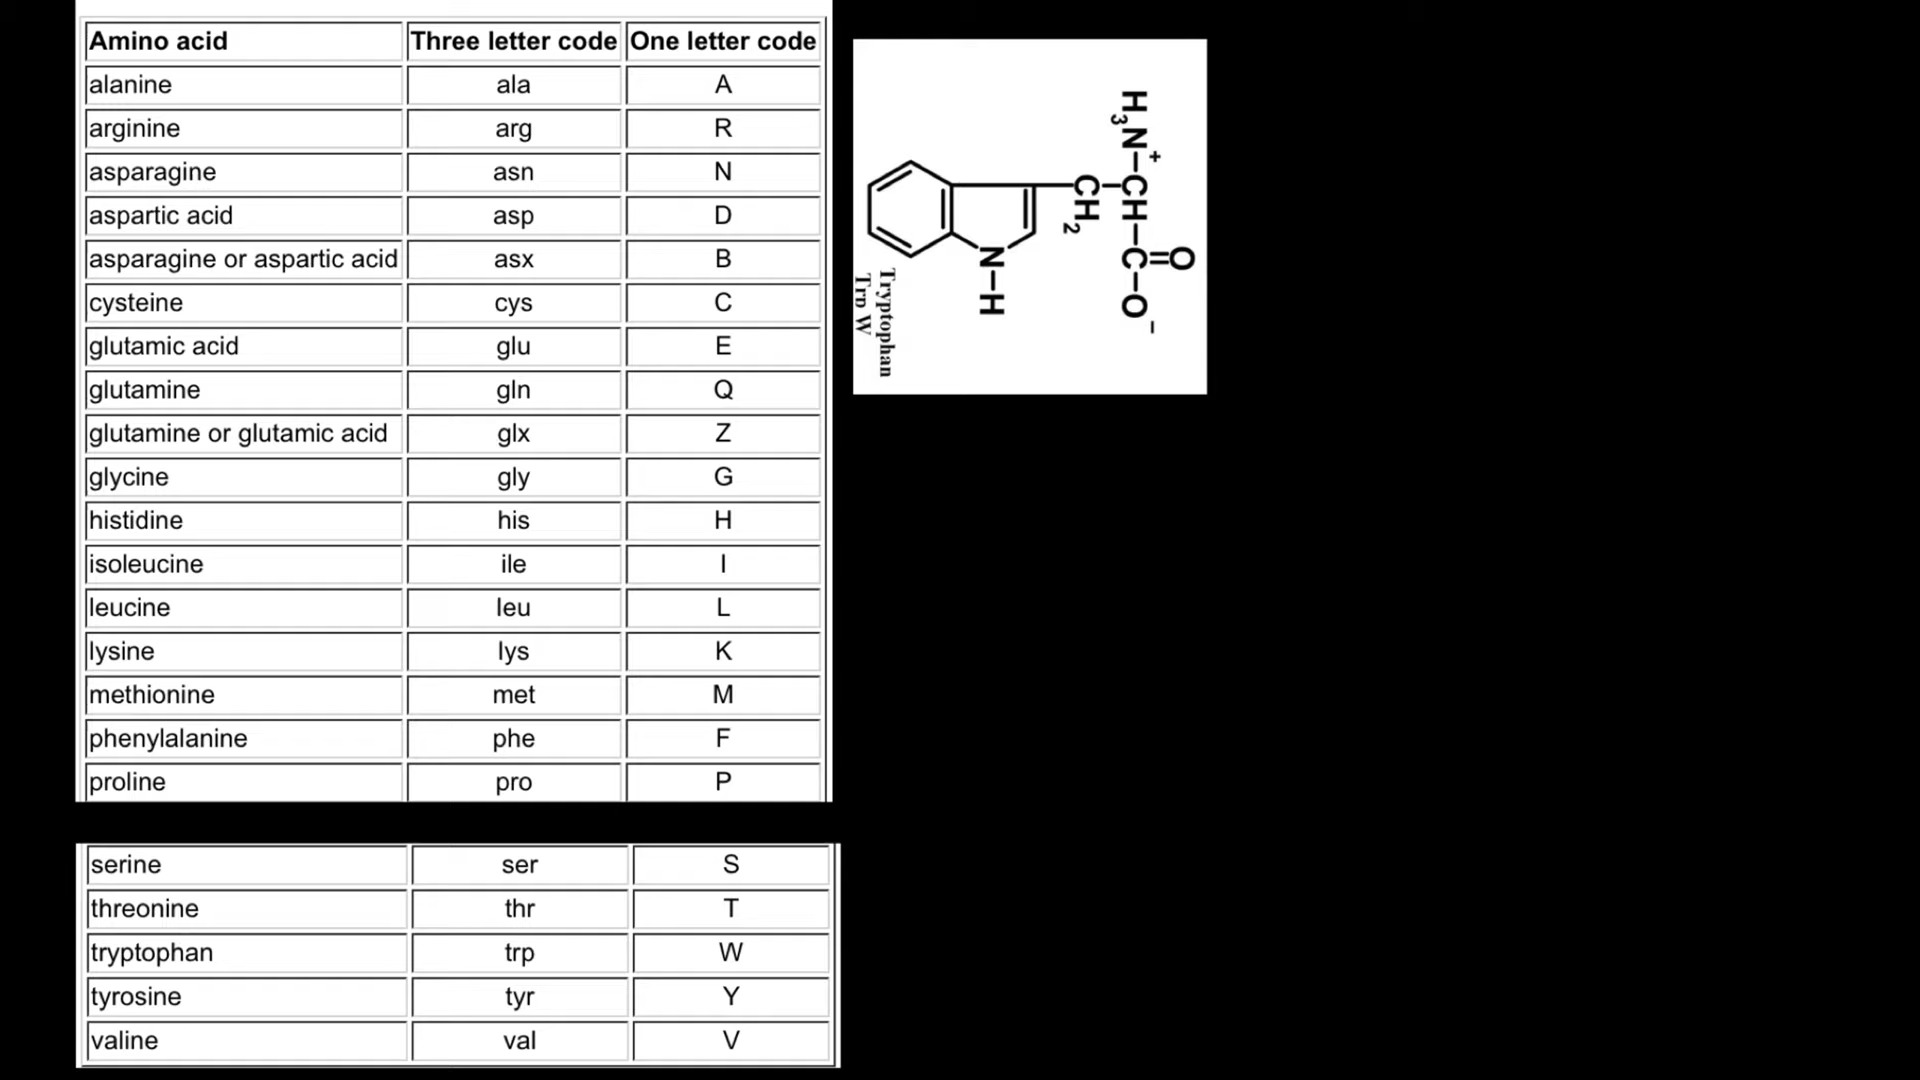 Amino acid Three letter code One letter code
alanine ala A
arginine arg R
asparagine asn N
aspartic acid asp D
asparagine or aspartic acid asx B
cysteine cys C
glutamic acid glu E
glutamine gln Q
glutamine or glutamic acid glx Z
glycine gly G
histidine his H
isoleucine ile I
leucine leu L
lysine lys K
methionine met M
phenylalanine phe F
proline pro P
serine ser S
threonine thr T
tryptophan trp W
tyrosine tyr Y
valine val V
H3N+–CH–C–O−
=O
CH2
N–H
Tryptophan
Trp W